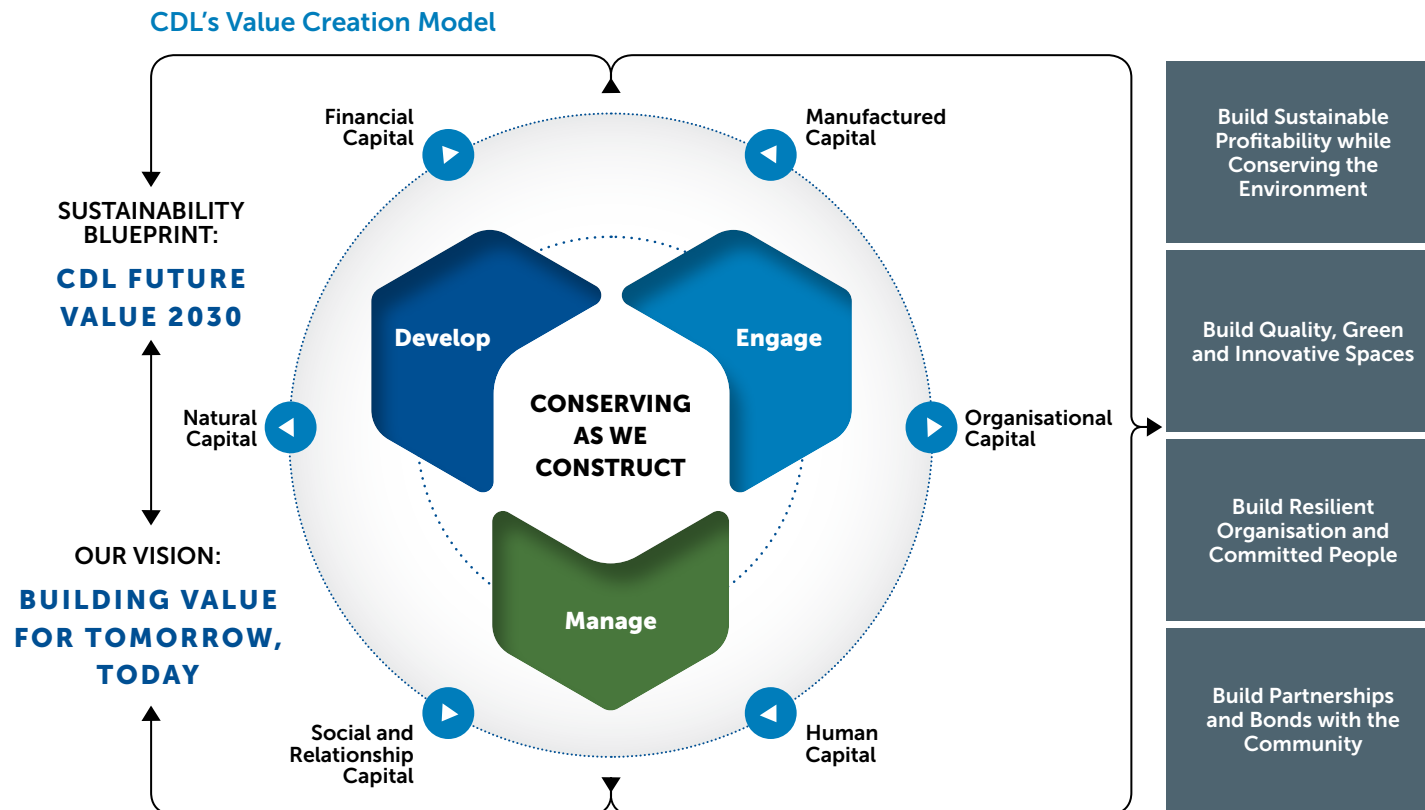 CDL's Value Creation Model
Financial
Capital
Manufactured
Capital
SUSTAINABILITY
BLUEPRINT:
CDL FUTURE
VALUE 2030
Develop
Engage
Natural
Capital
CONSERVING
AS WE
CONSTRUCT
Organisational
Capital
OUR VISION:
BUILDING VALUE
FOR TOMORROW,
TODAY
Manage
Social and
Relationship
Capital
Human
Capital
Build Sustainable
Profitability while
Conserving the
Environment
Build Quality, Green
and Innovative Spaces
Build Resilient
Organisation and
Committed People
Build Partnerships
and Bonds with the
Community